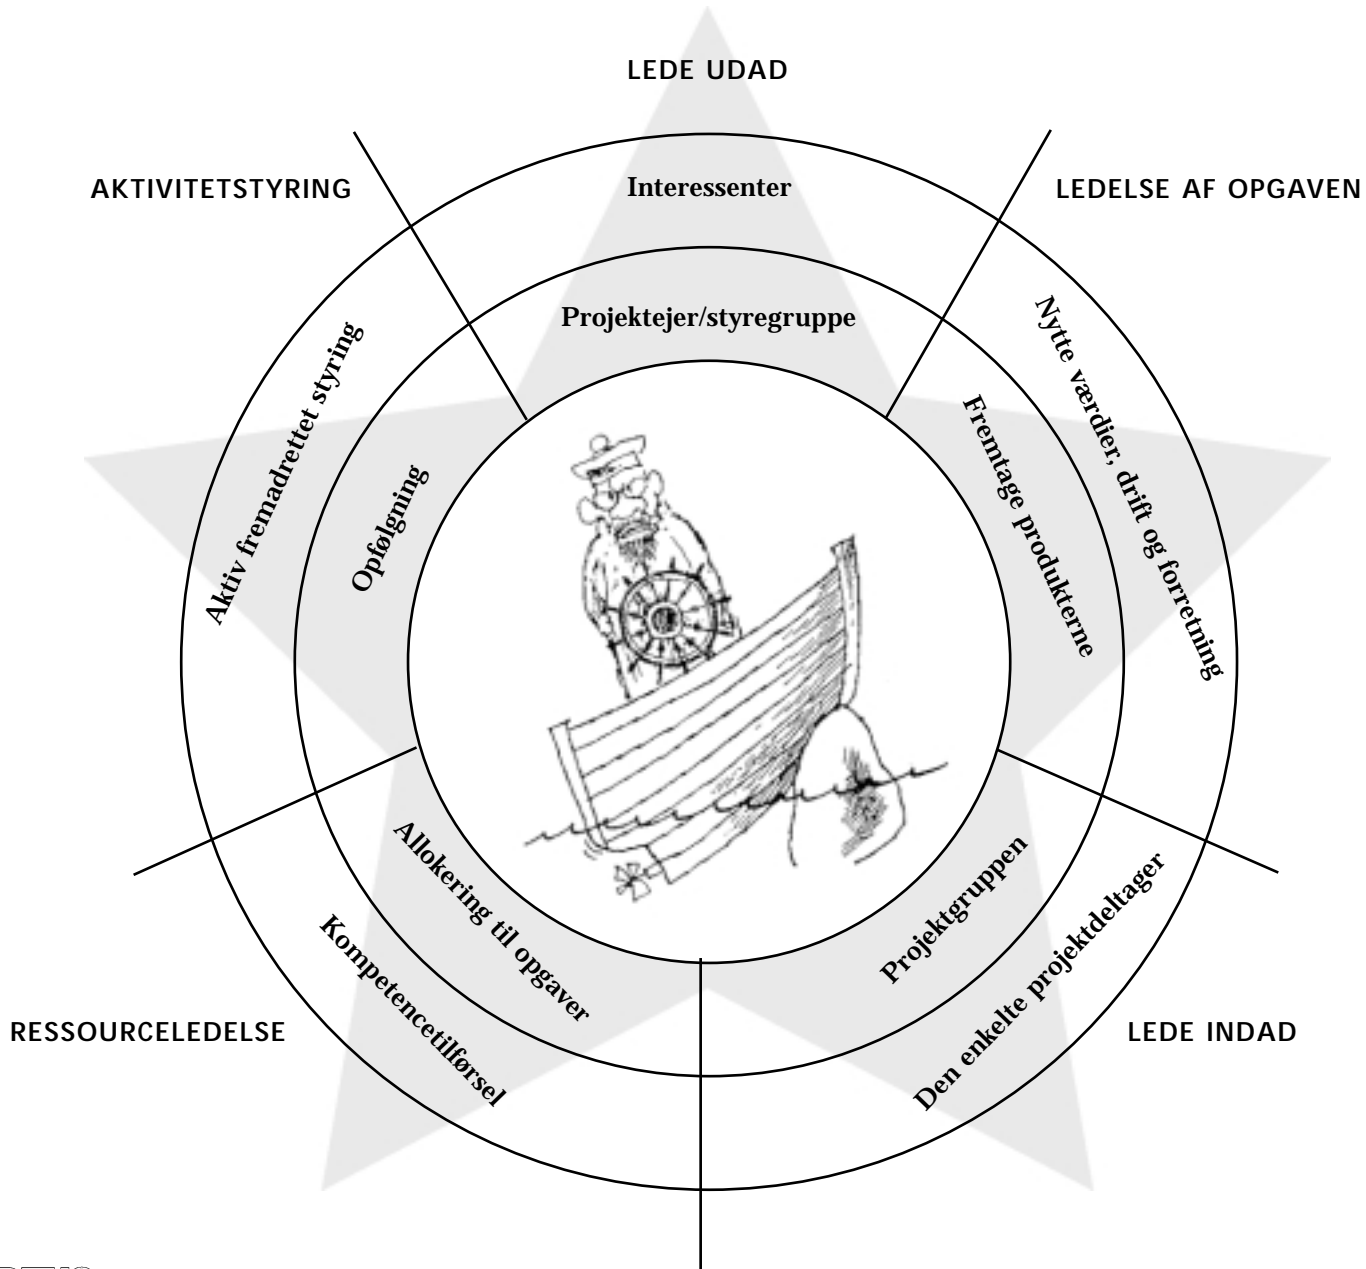 LEDE UDAD
AKTIVITETSTYRING
Interessenter
LEDELSE AF OPGAVEN
Projektejer/styregruppe
Aktiv fremadrettet styring
Opfølgning
Fremtage produkterne
Nytte værdier, drift og forretning
Allokering til opgaver
Kompetencetilførsel
Projektgruppen
Den enkelte projektdeltager
RESSOURCELEDELSE
LEDE INDAD